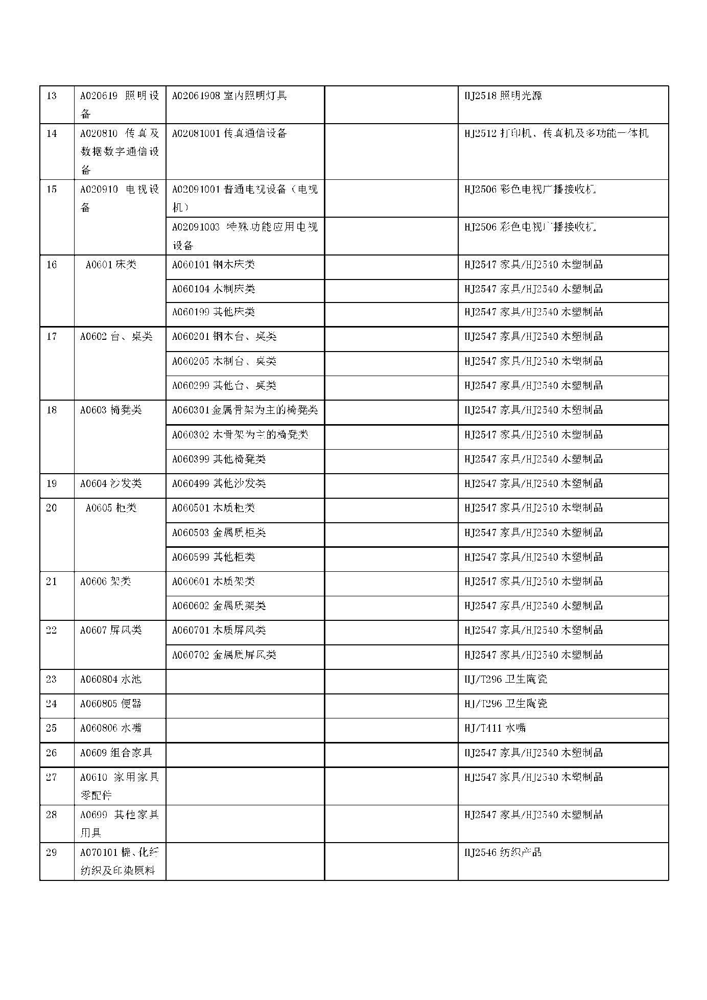 13 A020619 照明设 A02061908 室内照明灯具 HJ2518 照明光源
备
14 A020810 传真及 A02081001 传真通信设备 HJ2512 打印机、传真机及多功能一体机
数据数字通信设
备
15 A020910 电视设 A02091001 普通电视设备（电视 HJ2506 彩色电视广播接收机
备 机）
A02091003 特殊功能应用电视 HJ2506 彩色电视广播接收机
设备
16 A0601 床类 A060101 钢木床类 HJ2547 家具/HJ2540 木塑制品
A060104 木制床类 HJ2547 家具/HJ2540 木塑制品
A060199 其他床类 HJ2547 家具/HJ2540 木塑制品
17 A0602 台、桌类 A060201 钢木台、桌类 HJ2547 家具/HJ2540 木塑制品
A060205 木制台、桌类 HJ2547 家具/HJ2540 木塑制品
A060299 其他台、桌类 HJ2547 家具/HJ2540 木塑制品
18 A0603 椅凳类 A060301 金属骨架为主的椅凳类 HJ2547 家具/HJ2540 木塑制品
A060302 木骨架为主的椅凳类 HJ2547 家具/HJ2540 木塑制品
A060399 其他椅凳类 HJ2547 家具/HJ2540 木塑制品
19 A0604 沙发类 A060499 其他沙发类 HJ2547 家具/HJ2540 木塑制品
20 A0605 柜类 A060501 木质柜类 HJ2547 家具/HJ2540 木塑制品
A060503 金属质柜类 HJ2547 家具/HJ2540 木塑制品
A060599 其他柜类 HJ2547 家具/HJ2540 木塑制品
21 A0606 架类 A060601 木质架类 HJ2547 家具/HJ2540 木塑制品
A060602 金属质架类 HJ2547 家具/HJ2540 木塑制品
22 A0607 屏风类 A060701 木质屏风类 HJ2547 家具/HJ2540 木塑制品
A060702 金属质屏风类 HJ2547 家具/HJ2540 木塑制品
23 A060804 水池 HJ/T296 卫生陶瓷
24 A060805 便器 HJ/T296 卫生陶瓷
25 A060806 水嘴 HJ/T411 水嘴
26 A0609 组合家具 HJ2547 家具/HJ2540 木塑制品
27 A0610 家用家具 HJ2547 家具/HJ2540 木塑制品
零配件
28 A0699 其他家具 HJ2547 家具/HJ2540 木塑制品
用具
29 A070101 棉、化纤 HJ2546 纺织产品
纺织及印染原料